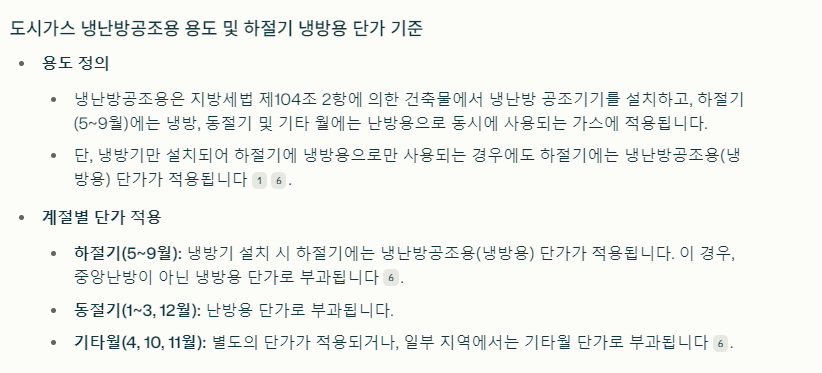 도시가스 냉난방공조용 용도 및 하절기 냉방용 단가 기준
• 용도 정의
• 냉난방공조용은 지방세법 제104조 2항에 의한 건축물에서 냉난방 공조기기를 설치하고, 하절기
(5~9월)에는 냉방, 동절기 및 기타 월에는 난방용으로 동시에 사용되는 가스에 적용됩니다.
• 단, 냉방기만 설치되어 하절기에 냉방용으로만 사용되는 경우에도 하절기에는 냉난방공조용(냉
방용) 단가가 적용됩니다 1 6 .
• 계절별 단가 적용
• 하절기(5~9월): 냉방기 설치 시 하절기에는 냉난방공조용(냉방용) 단가가 적용됩니다. 이 경우,
중앙난방이 아닌 냉방용 단가로 부과됩니다 6 .
• 동절기(1~3, 12월): 난방용 단가로 부과됩니다.
• 기타월(4, 10, 11월): 별도의 단가가 적용되거나, 일부 지역에서는 기타월 단가로 부과됩니다 6 .